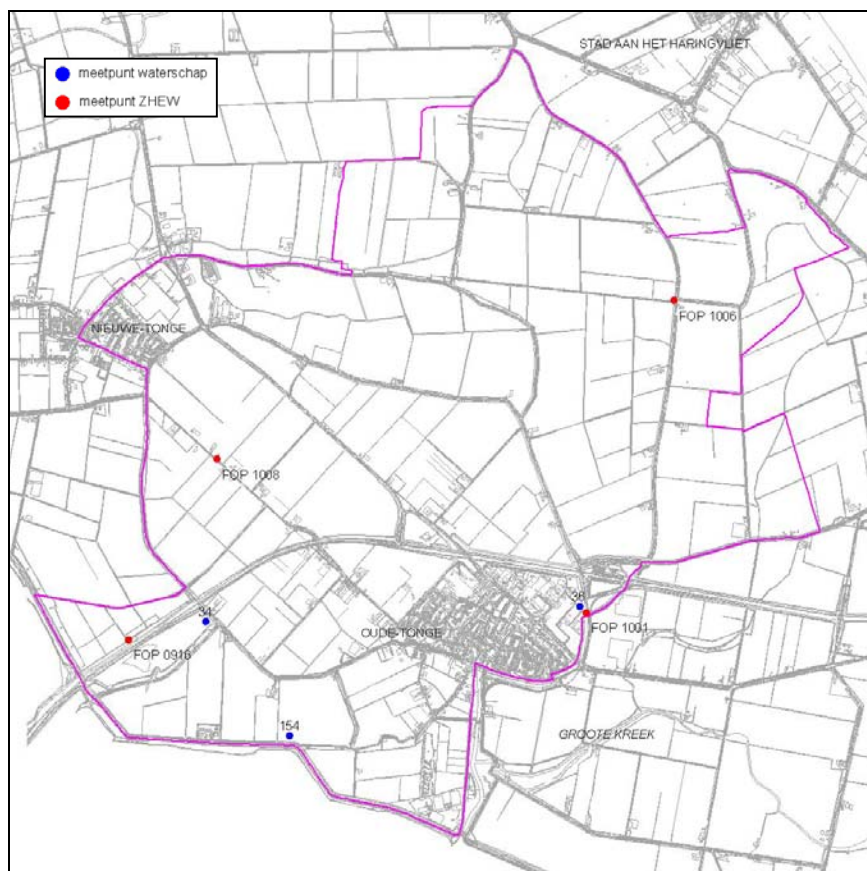 STAD AAN HET HARINGVLIET
meetpunt waterschap
meetpunt ZHEW
FOP 1006
NIEUWE-TONGE
FOP 1008
36
34
FOP 1001
OUDE-TONGE
FOP 0916
154
GROOTE KREEK